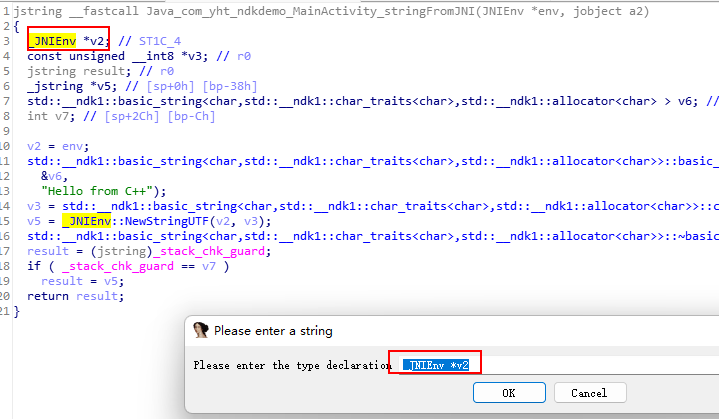 1 jstring __fastcall Java_com_yht_ndkdemo_MainActivity_stringFromJNI(JNIEnv *env, jobject a2)
2 {
3 _JNIEnv *v2; // ST1C_4
4 const unsigned __int8 *v3; // r0
5 jstring result; // r0
6 _jstring *v5; // [sp+0h] [bp-38h]
7 std::__ndk1::basic_string<char,std::__ndk1::char_traits<char>,std::__ndk1::allocator<char> > v6; //
8 int v7; // [sp+2Ch] [bp-Ch]
9
10 v2 = env;
11 std::__ndk1::basic_string<char,std::__ndk1::char_traits<char>,std::__ndk1::allocator<char>>::basic_
12 &v6,
13 "Hello from C++");
14 v3 = std::__ndk1::basic_string<char,std::__ndk1::char_traits<char>,std::__ndk1::allocator<char>>::c
15 v5 = _JNIEnv::NewStringUTF(v2, v3);
16 std::__ndk1::basic_string<char,std::__ndk1::char_traits<char>,std::__ndk1::allocator<char>>::~basic
17 result = (jstring)_stack_chk_guard;
18 if ( _stack_chk_guard == v7 )
19 result = v5;
20 return result;
21 }
Please enter a string
Please enter the type declaration _JNIEnv *v2
OK Cancel